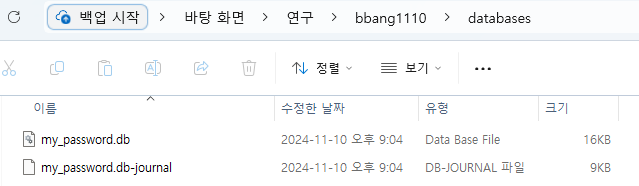 백업 시작 > 바탕 화면 > 연구 > bbang1110 > databases
정렬 보기 ...
이름 수정한 날짜 유형 크기
my_password.db 2024-11-10 오후 9:04 Data Base File 16KB
my_password.db-journal 2024-11-10 오후 9:04 DB-JOURNAL 파일 9KB